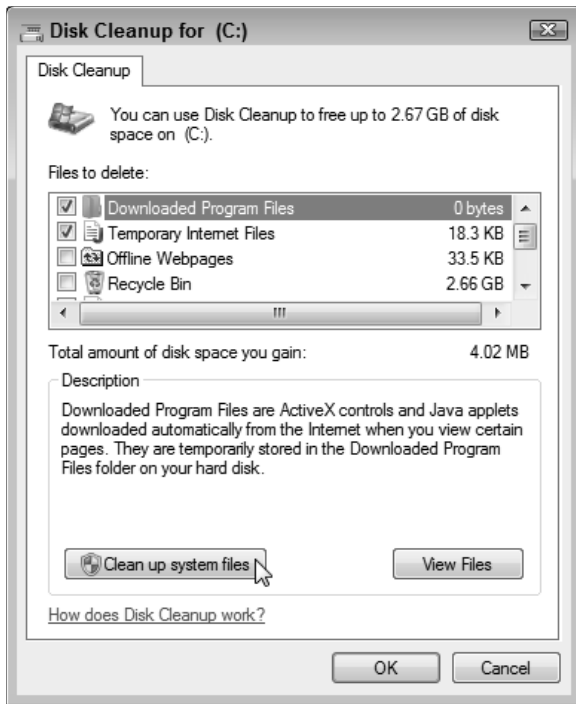 Disk Cleanup for (C:)
Disk Cleanup
You can use Disk Cleanup to free up to 2.67 GB of disk
space on (C:).
Files to delete:
Downloaded Program Files 0 bytes
Temporary Internet Files 18.3 KB
Offline Webpages 33.5 KB
Recycle Bin 2.66 GB
Total amount of disk space you gain: 4.02 MB
Description
Downloaded Program Files are ActiveX controls and Java applets
downloaded automatically from the Internet when you view certain
pages. They are temporarily stored in the Downloaded Program
Files folder on your hard disk.
Clean up system files View Files
How does Disk Cleanup work?
OK Cancel